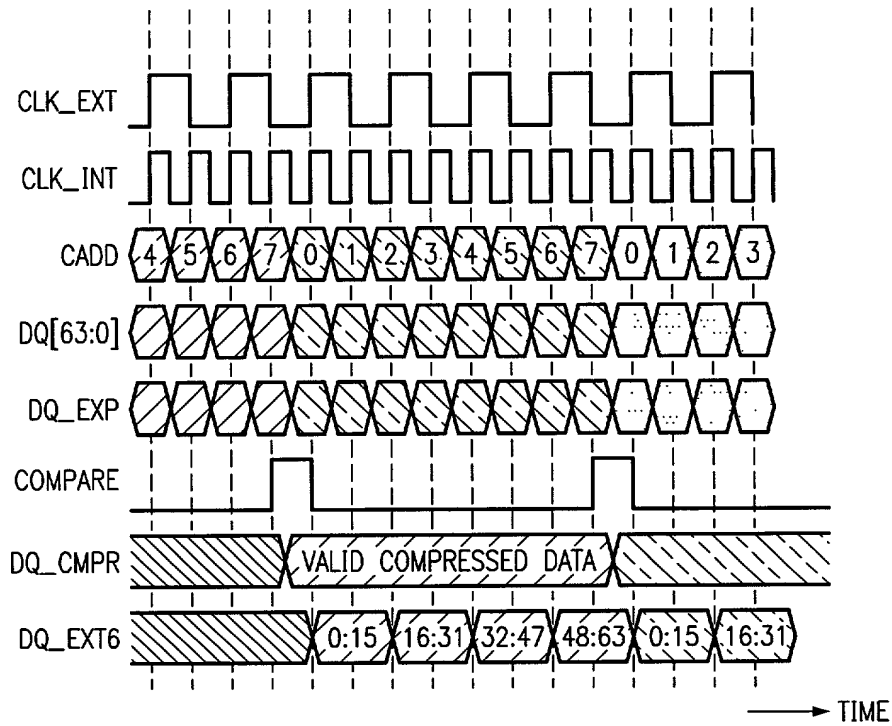 CLK_EXT
CLK_INT
CADD 4 5 6 7 0 1 2 3 4 5 6 7 0 1 2 3
DQ[63:0]
DQ_EXP
COMPARE
DQ_CMPR VALID COMPRESSED DATA
DQ_EXT6 0:15 16:31 32:47 48:63 0:15 16:31
TIME